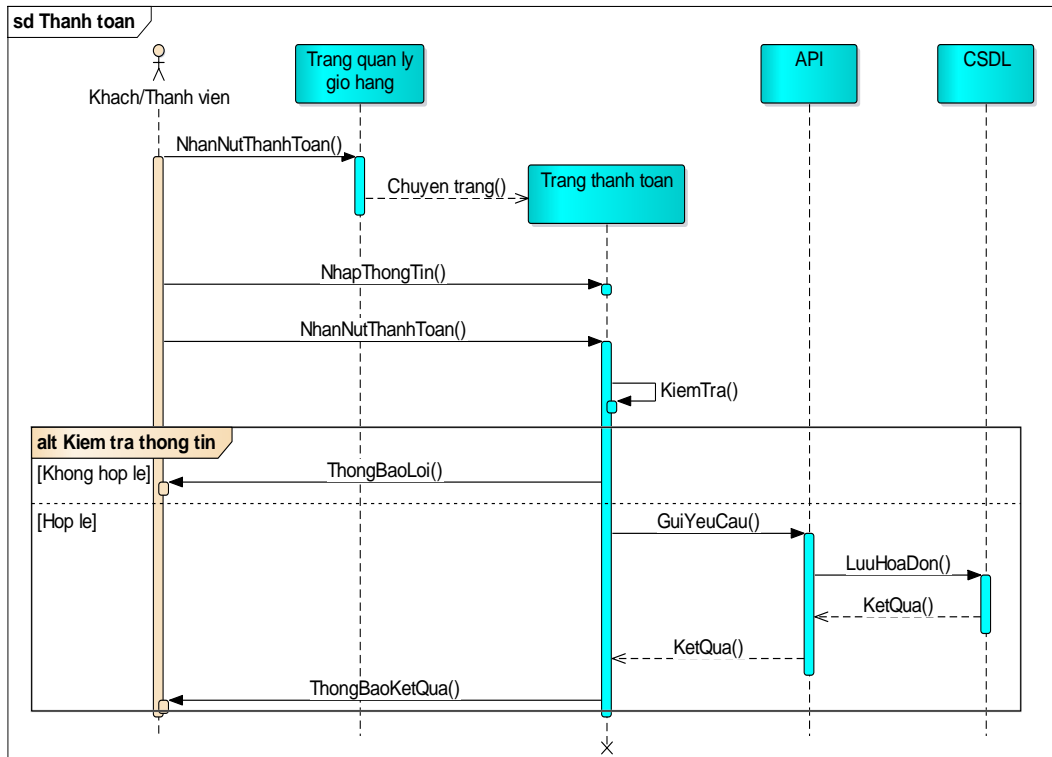 sd Thanh toan
Khach/Thanh vien
Trang quan ly
gio hang
API
CSDL
NhanNutThanhToan()
Chuyen trang()
Trang thanh toan
NhapThongTin()
NhanNutThanhToan()
KiemTra()
alt Kiem tra thong tin
[Khong hop le]
ThongBaoLoi()
[Hop le]
GuiYeuCau()
LuuHoaDon()
KetQua()
KetQua()
ThongBaoKetQua()